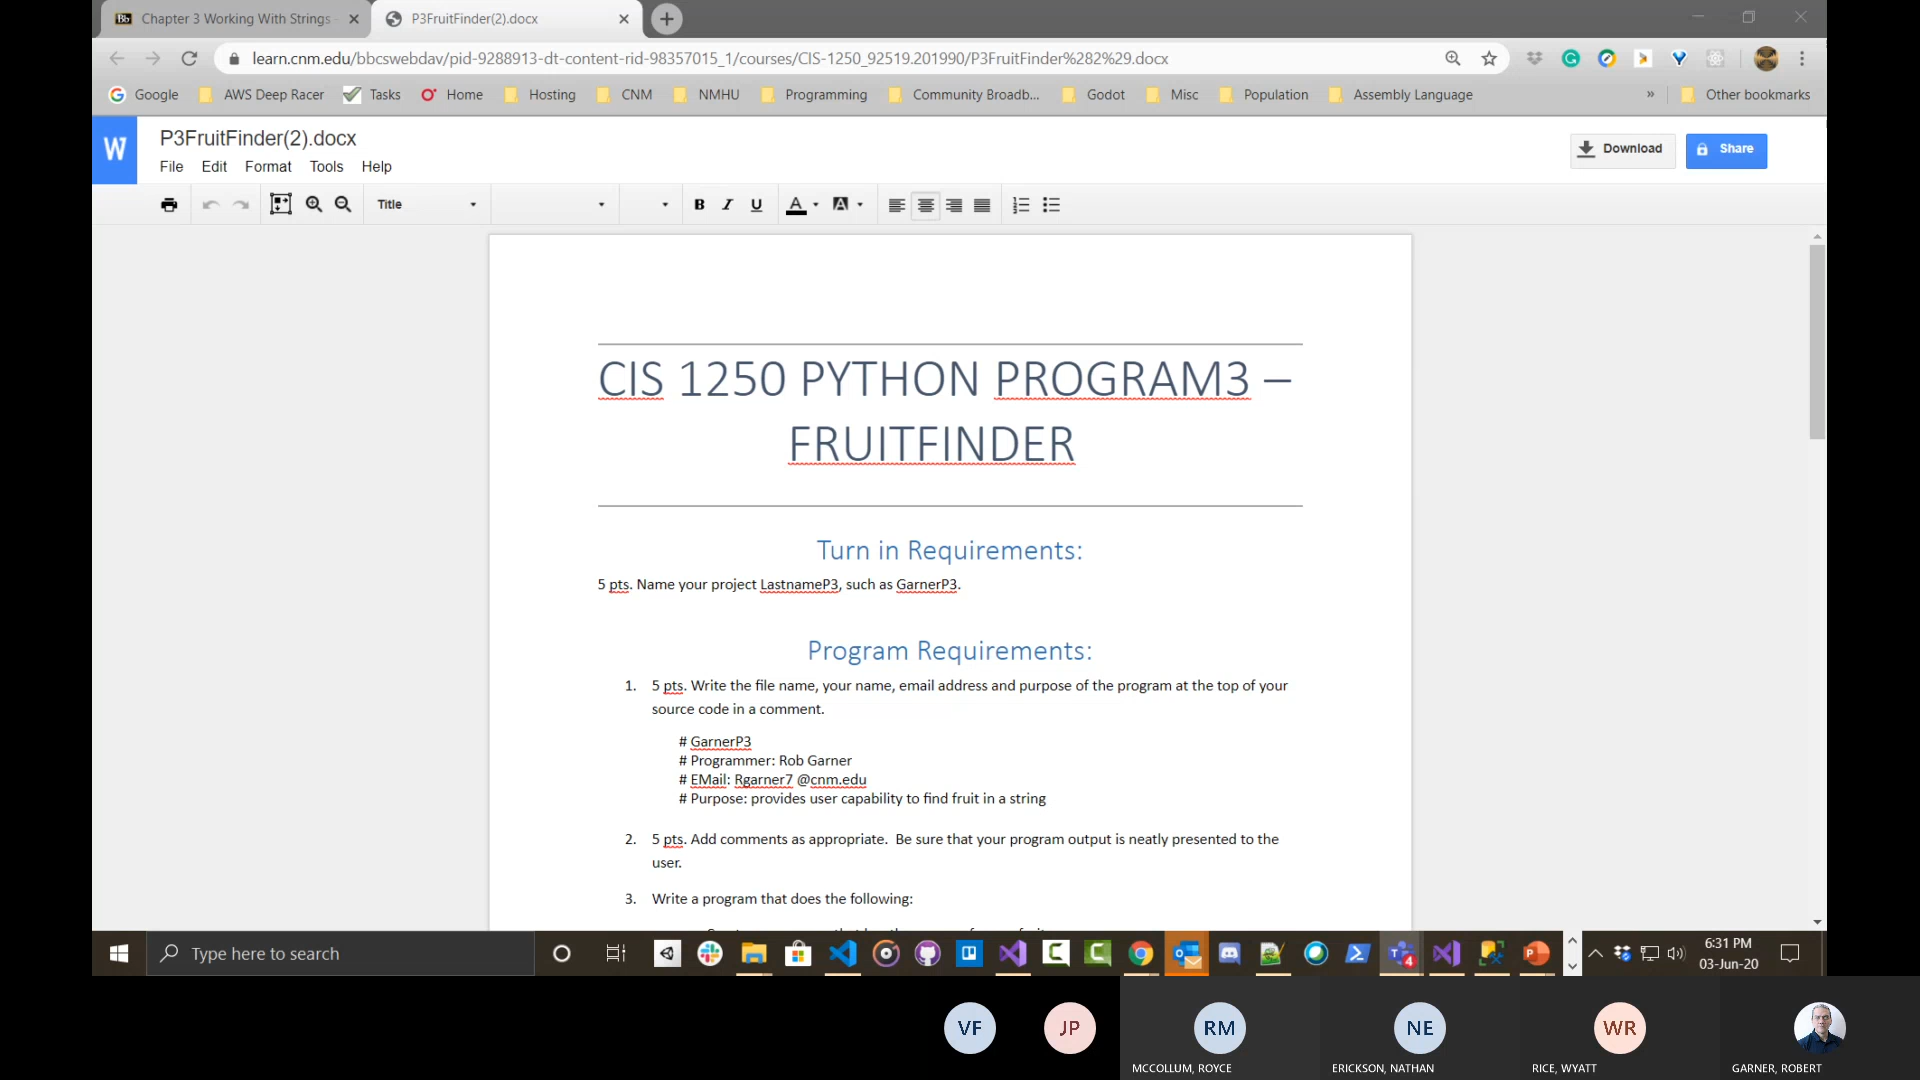 Chapter 3 Working With Strings
P3FruitFinder(2).docx
learn.cnm.edu/bbcswebdav/pid-9288913-dt-content-rid-98357015_1/courses/CIS-1250_92519.201990/P3FruitFinder%282%29.docx
Google AWS Deep Racer Tasks Home Hosting CNM NMHU Programming Community Broadb... Godot Misc Population Assembly Language » Other bookmarks
P3FruitFinder(2).docx
File Edit Format Tools Help
Download Share
Title
CIS 1250 PYTHON PROGRAM3 –
FRUITFINDER
Turn in Requirements:
5 pts. Name your project LastnameP3, such as GarnerP3.
Program Requirements:
1. 5 pts. Write the file name, your name, email address and purpose of the program at the top of your
source code in a comment.
# GarnerP3
# Programmer: Rob Garner
# EMail: Rgarner7 @cnm.edu
# Purpose: provides user capability to find fruit in a string
2. 5 pts. Add comments as appropriate. Be sure that your program output is neatly presented to the
user.
3. Write a program that does the following:
Type here to search
6:31 PM
03-Jun-20
VF JP RM NE WR
MCCOLLUM, ROYCE ERICKSON, NATHAN RICE, WYATT GARNER, ROBERT